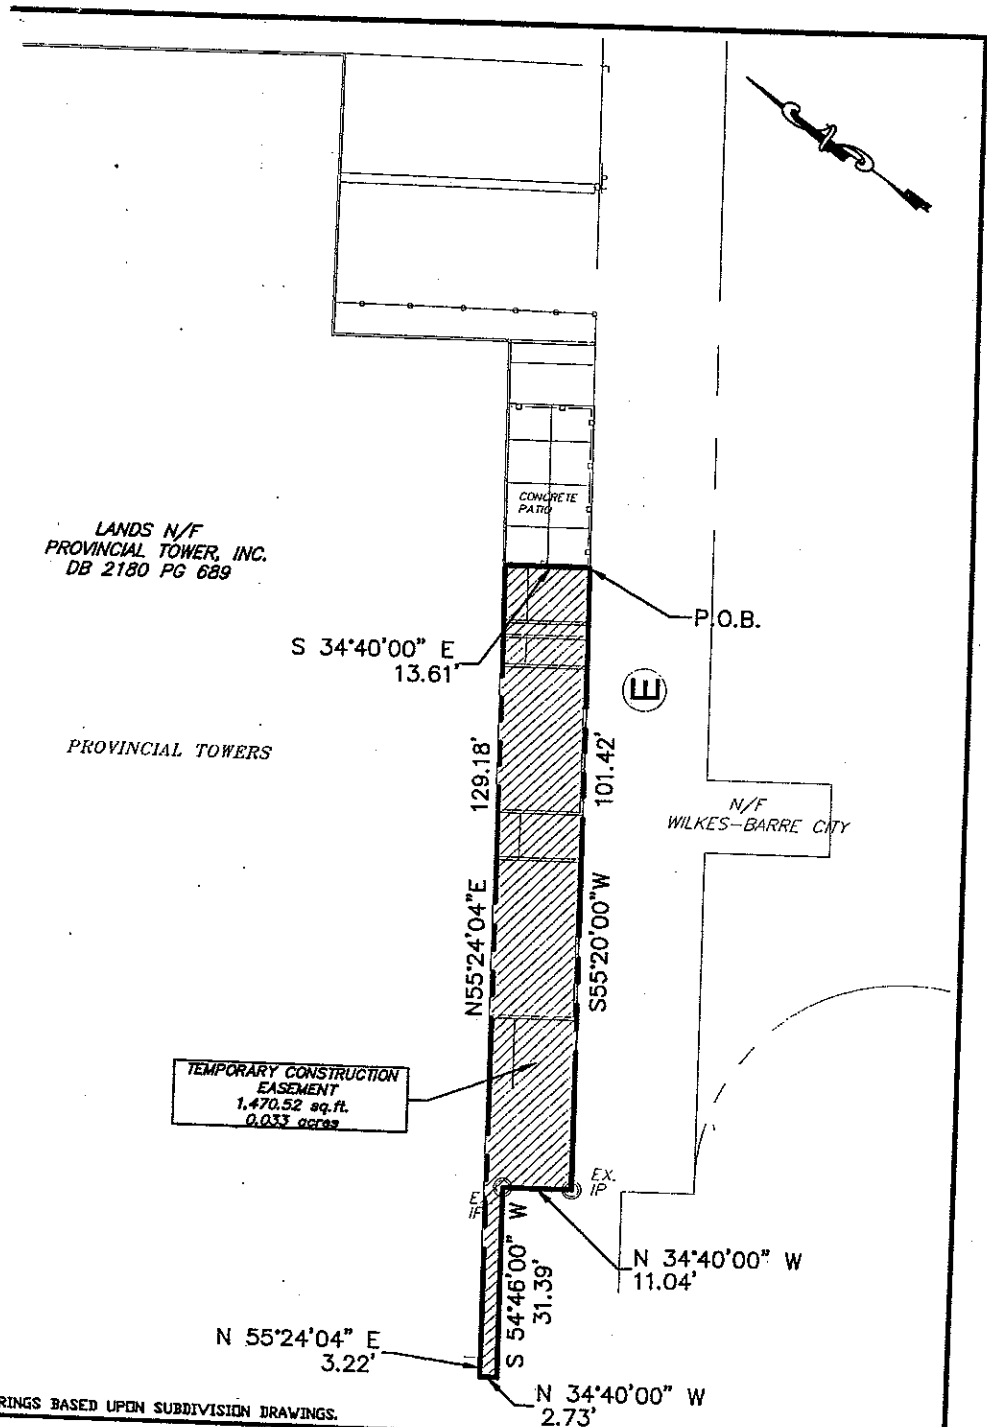 CONCRETE
PATIO
LANDS N/F
PROVINCIAL TOWER, INC.
DB 2180 PG 689
P.O.B.
S 34°40'00" E
13.61'
E
PROVINCIAL TOWERS
129.18'
101.42'
N/F
WILKES-BARRE CITY
N55°24'04"E
S55°20'00"W
TEMPORARY CONSTRUCTION
EASEMENT
1,470.52 sq.ft.
0.033 acres
EX.
IP
S 54°46'00" W
31.39'
N 34°40'00" W
11.04'
N 55°24'04" E
3.22'
N 34°40'00" W
2.73'
RINGS BASED UPON SUBDIVISION DRAWINGS.